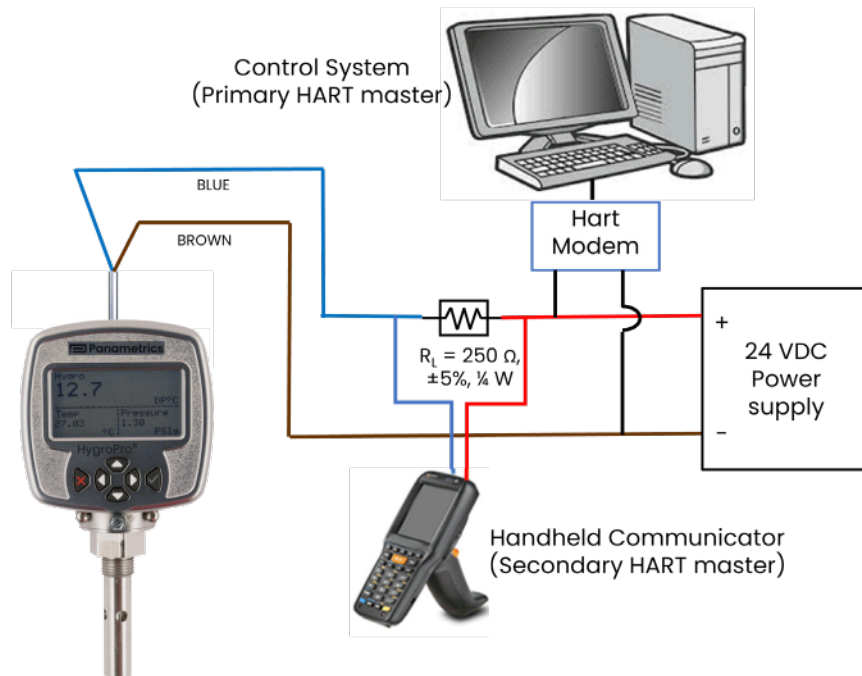 Control System
(Primary HART master)
BLUE
BROWN
Hart
Modem
Panametrics
Hygro
12.7
DP°C
Temp
27.03
°C
Pressure
1.30
PSIa
HygroPro®
R_L = 250 Ω,
±5%, ¼ W
+
24 VDC
Power
supply
−
Handheld Communicator
(Secondary HART master)